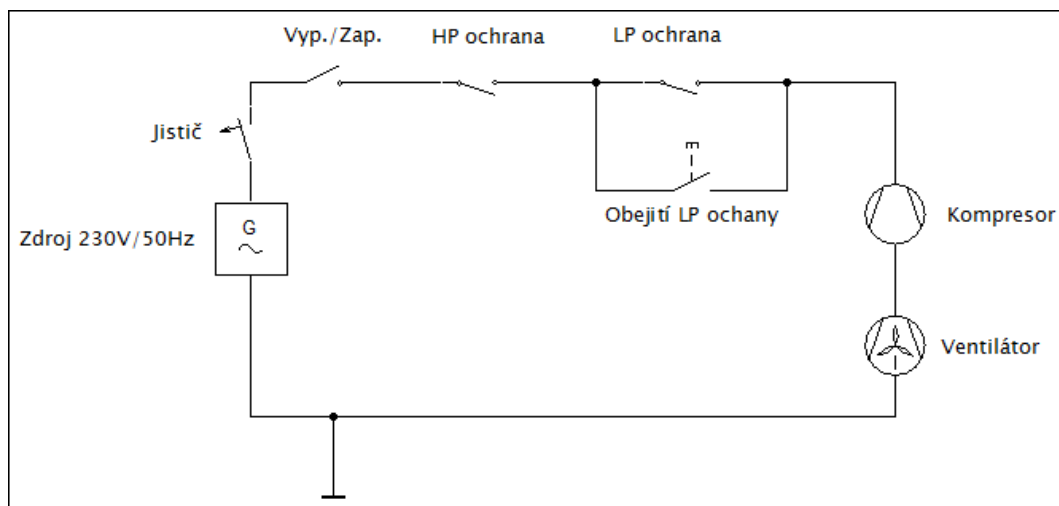 Vyp./Zap.
HP ochrana
LP ochrana
Jistič
Obejití LP ochany
Kompresor
G
Zdroj 230V/50Hz
Ventilátor